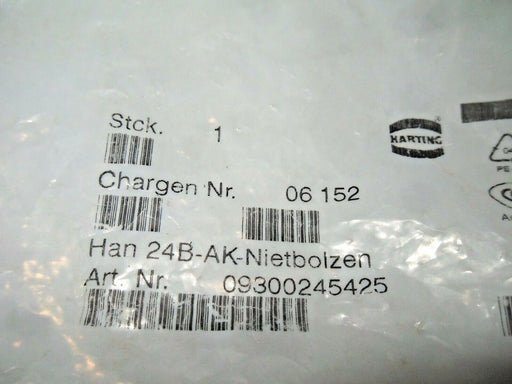 Stck. 1
HARTING
Chargen Nr. 06 152
Han 24B-AK-Nietbolzen
Art. Nr. 09300245425